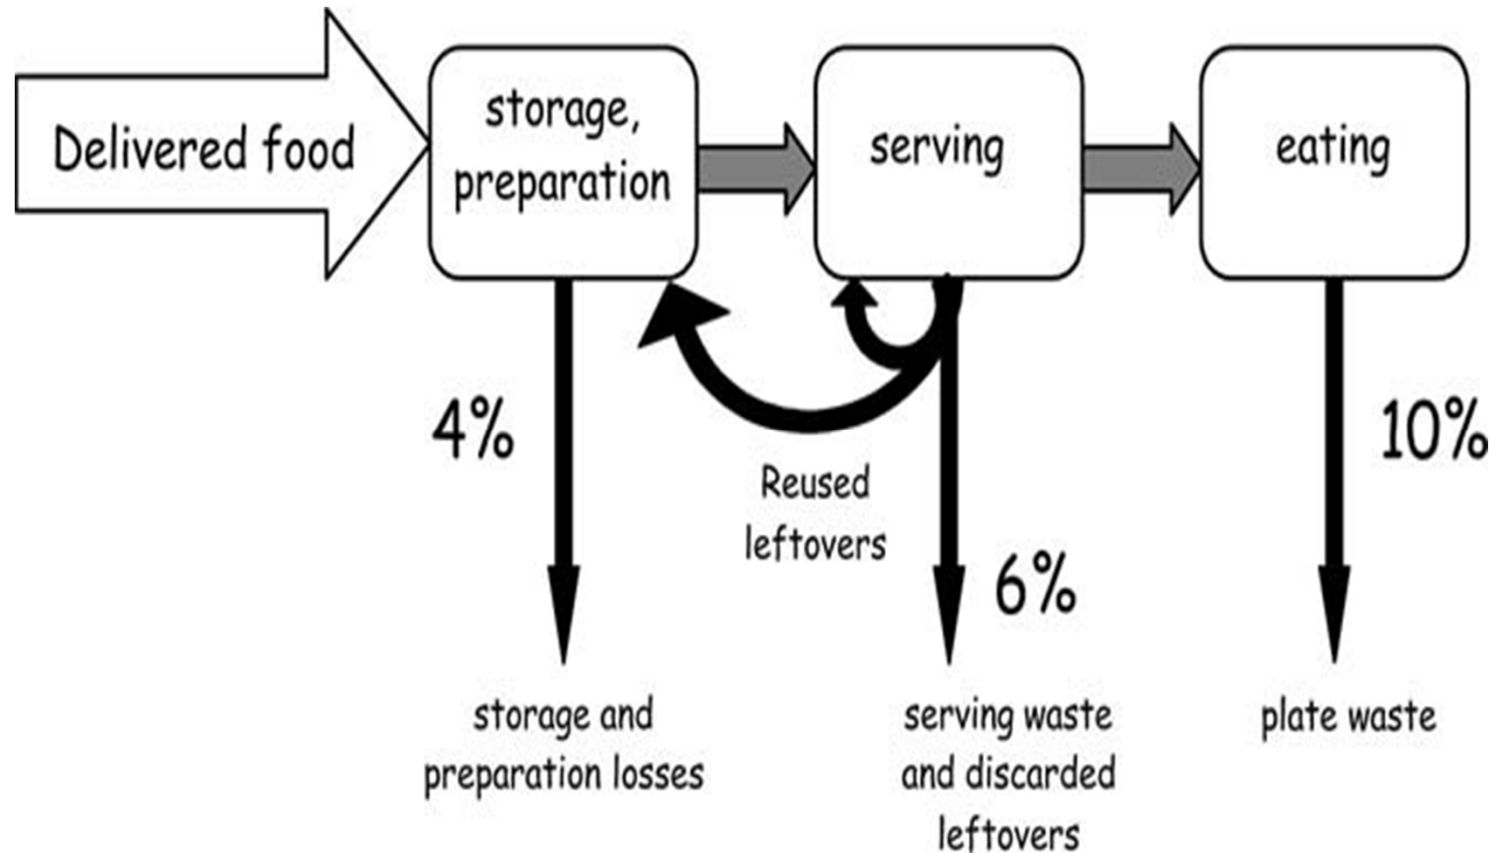 Delivered food
storage,
preparation
serving
eating
4%
10%
Reused
leftovers
6%
storage and
preparation losses
serving waste
and discarded
leftovers
plate waste